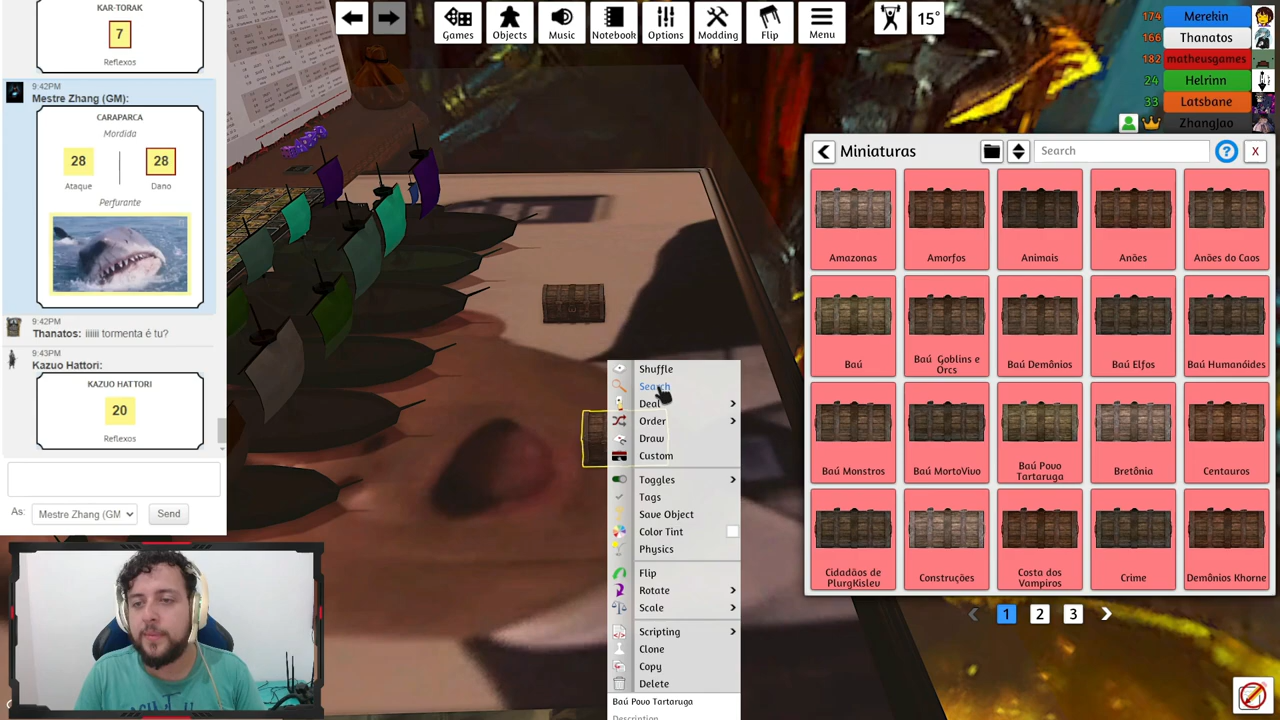 KAR-TORAK
7
Reflexos
9:42PM
Mestre Zhang (GM):
CARAPARCA
Mordida
28
28
Ataque
Dano
Perfurante
9:42PM
Thanatos: iiiiii tormenta é tu?
9:43PM
Kazuo Hattori:
KAZUO HATTORI
20
Reflexos
As:
Mestre Zhang (GM
Send
Games
Objects
Music
Notebook
Options
Modding
Flip
Menu
15°
174 Merekin
166 Thanatos
182 matheusgames
24 Helrinn
33 Latsbane
ZhangJao
Miniaturas
Search
?
X
Amazonas
Amorfos
Animais
Anões
Anões do Caos
Baú
Baú Goblins e
Orcs
Baú Demônios
Baú Elfos
Baú Humanóides
Baú Monstros
Baú MortoVivo
Baú Povo
Tartaruga
Bretônia
Centauros
Cidadãos de
PlurgKislev
Construções
Costa dos
Vampiros
Crime
Demônios Khorne
1
2
3
Shuffle
Search
Deal
Order
Draw
Custom
Toggles
Tags
Save Object
Color Tint
Physics
Flip
Rotate
Scale
Scripting
Clone
Copy
Delete
Baú Povo Tartaruga
Description